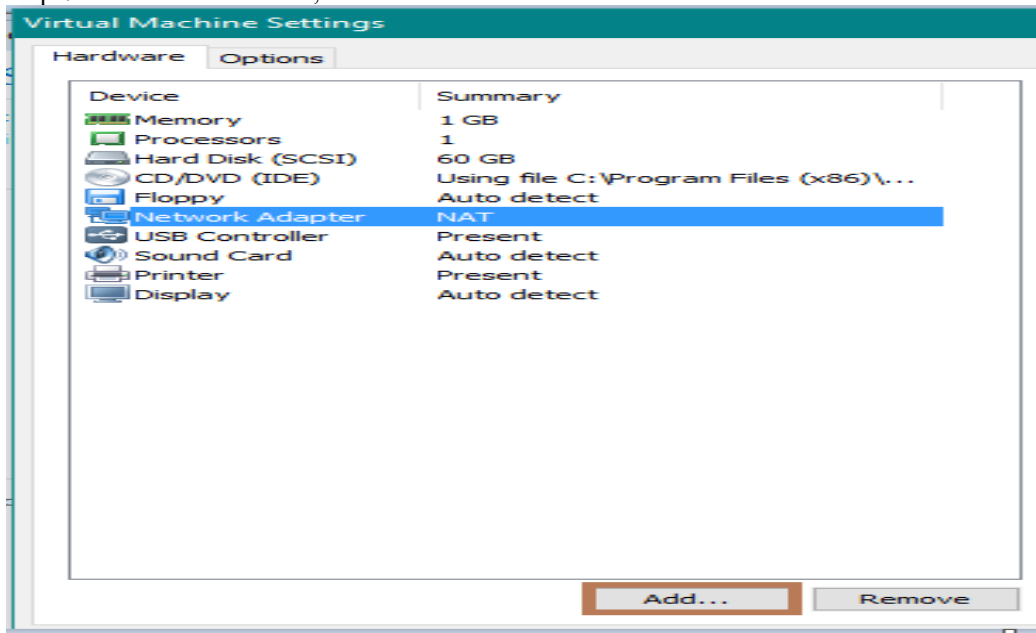 Virtual Machine Settings
Hardware Options
Device Summary
Memory 1 GB
Processors 1
Hard Disk (SCSI) 60 GB
CD/DVD (IDE) Using file C:\Program Files (x86)\...
Floppy Auto detect
Network Adapter NAT
USB Controller Present
Sound Card Auto detect
Printer Present
Display Auto detect
Add... Remove